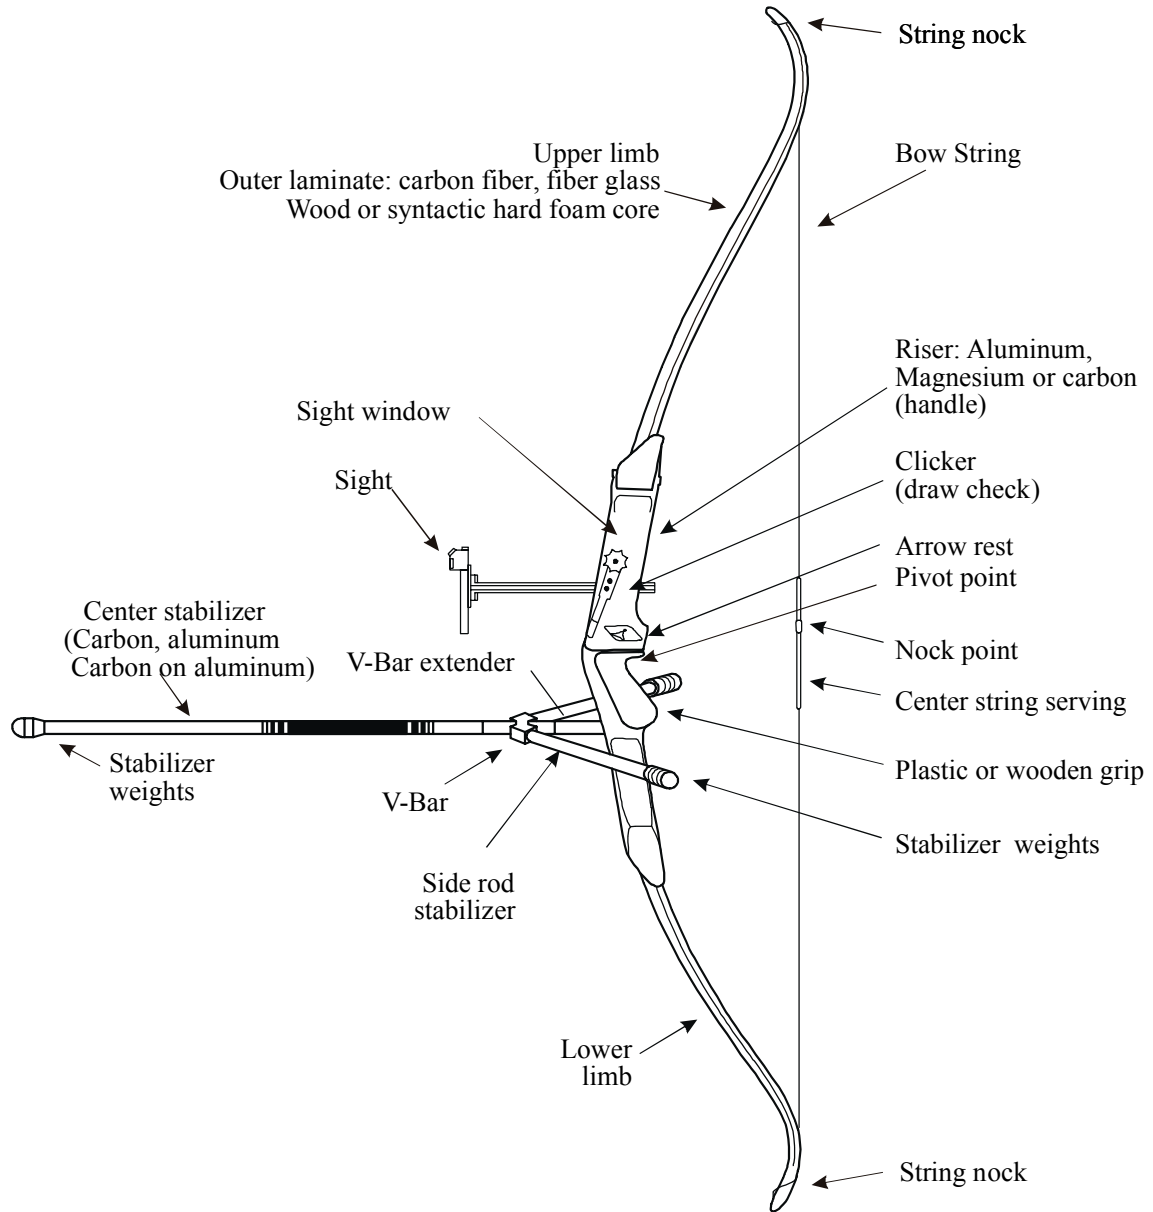 String nock
Upper limb
Outer laminate: carbon fiber, fiber glass
Wood or syntactic hard foam core
Bow String
Riser: Aluminum,
Magnesium or carbon
(handle)
Sight window
Clicker
(draw check)
Sight
Arrow rest
Pivot point
Center stabilizer
(Carbon, aluminum
Carbon on aluminum)
V-Bar extender
Nock point
Center string serving
Stabilizer
weights
V-Bar
Plastic or wooden grip
Stabilizer weights
Side rod
stabilizer
Lower
limb
String nock